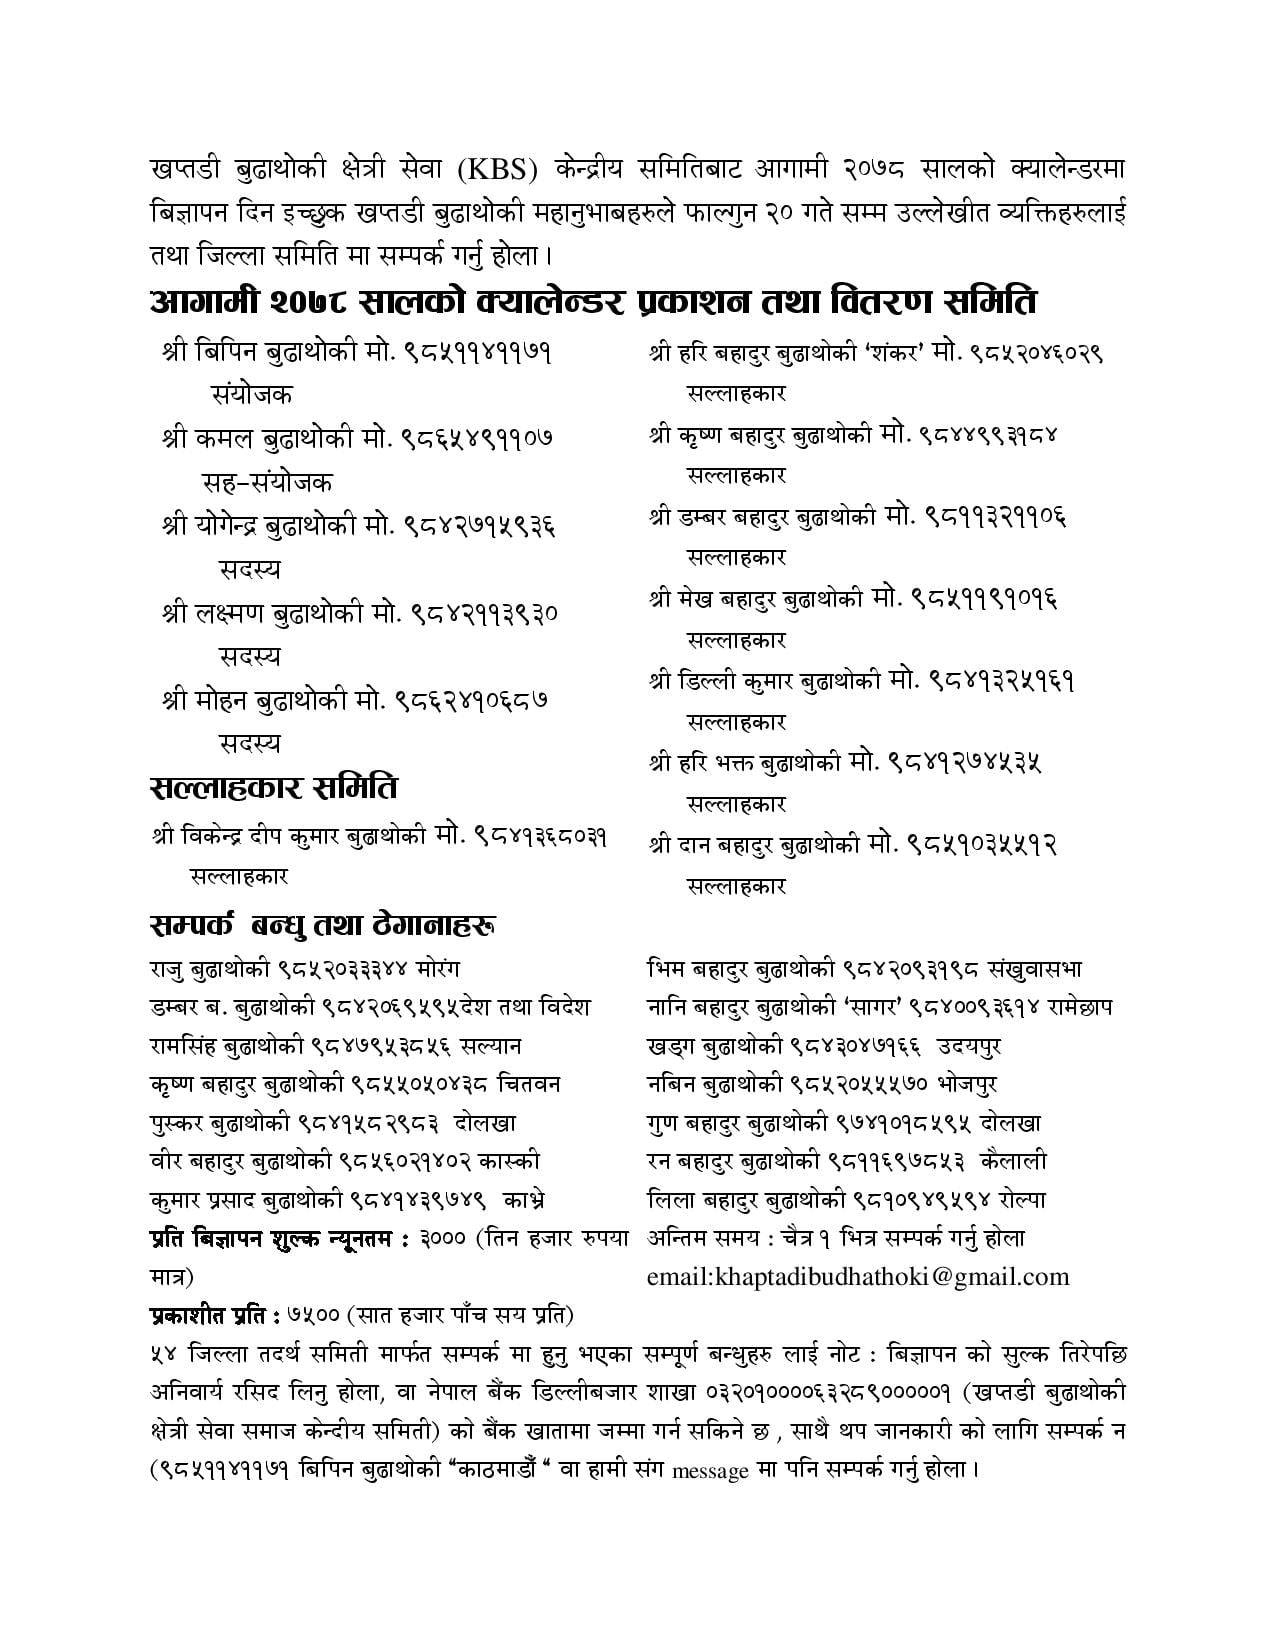 खप्तडी बुढाथोकी क्षेत्री सेवा (KBS) केन्द्रीय समितिबाट आगामी २०७८ सालको क्यालेन्डरमा
बिज्ञापन दिन इच्छुक खप्तडी बुढाथोकी महानुभाबहरुले फाल्गुन २० गते सम्म उल्लेखीत व्यक्तिहरुलाई
तथा जिल्ला समिति मा सम्पर्क गर्नु होला ।
आगामी २०७८ सालको क्यालेन्डर प्रकाशन तथा वितरण समिति
श्री बिपिन बुढाथोकी मो. ९८५११४११७१
संयोजक
श्री कमल बुढाथोकी मो. ९८६५४९११०७
सह–संयोजक
श्री योगेन्द्र बुढाथोकी मो. ९८४२७१५९३६
सदस्य
श्री लक्ष्मण बुढाथोकी मो. ९८४२११३९३०
सदस्य
श्री मोहन बुढाथोकी मो. ९८६२४१०६८७
सदस्य
सल्लाहकार समिति
श्री विकेन्द्र दीप कुमार बुढाथोकी मो. ९८४१३६८०३१
सल्लाहकार
श्री हरि बहादुर बुढाथोकी ‘शंकर’ मो. ९८५२०४६०२९
सल्लाहकार
श्री कृष्ण बहादुर बुढाथोकी मो. ९८४४९९३१८४
सल्लाहकार
श्री डम्बर बहादुर बुढाथोकी मो. ९८११३२११०६
सल्लाहकार
श्री मेख बहादुर बुढाथोकी मो. ९८५११९१०१६
सल्लाहकार
श्री डिल्ली कुमार बुढाथोकी मो. ९८४१३२५१६१
सल्लाहकार
श्री हरि भक्त बुढाथोकी मो. ९८४१२७४५३५
सल्लाहकार
श्री दान बहादुर बुढाथोकी मो. ९८५१०३५५१२
सल्लाहकार
सम्पर्क बन्धु तथा ठेगानाहरू
राजु बुढाथोकी ९८५२०३३३४४ मोरंग
डम्बर ब. बुढाथोकी ९८४२०६९५९५देश तथा विदेश
रामसिंह बुढाथोकी ९८४७९५३८५६ सल्यान
कृष्ण बहादुर बुढाथोकी ९८५५०५०४३८ चितवन
पुस्कर बुढाथोकी ९८४१५८२९८३ दोलखा
वीर बहादुर बुढाथोकी ९८५६०२१४०२ कास्की
कुमार प्रसाद बुढाथोकी ९८४१४३९७४९ काभ्रे
प्रति बिज्ञापन शुल्क न्यूनतम : ३००० (तिन हजार रुपया
मात्र)
प्रकाशीत प्रति : ७५०० (सात हजार पाँच सय प्रति)
भिम बहादुर बुढाथोकी ९८४२०९३१९८ संखुवासभा
नानि बहादुर बुढाथोकी ‘सागर’ ९८४००९३६१४ रामेछाप
खड्ग बुढाथोकी ९८४३०४७१६६ उदयपुर
नबिन बुढाथोकी ९८५२०५५५७० भोजपुर
गुण बहादुर बुढाथोकी ९७४१०१८५९५ दोलखा
रन बहादुर बुढाथोकी ९८११६९७८५३ कैलाली
लिला बहादुर बुढाथोकी ९८१०९४९५९४ रोल्पा
अन्तिम समय : चैत्र १ भित्र सम्पर्क गर्नु होला
email:khaptadibudhathoki@gmail.com
५४ जिल्ला तदर्थ समिती मार्फत सम्पर्क मा हुनु भएका सम्पूर्ण बन्धुहरु लाई नोट : बिज्ञापन को सुल्क तिरेपछि
अनिवार्य रसिद लिनु होला, वा नेपाल बैंक डिल्लीबजार शाखा ०३२०१००००६३२८९०००००१ (खप्तडी बुढाथोकी
क्षेत्री सेवा समाज केन्दीय समिती) को बैंक खातामा जम्मा गर्न सकिने छ , साथै थप जानकारी को लागि सम्पर्क न
(९८५११४११७१ बिपिन बुढाथोकी “काठमाडौँ “ वा हामी संग message मा पनि सम्पर्क गर्नु होला ।